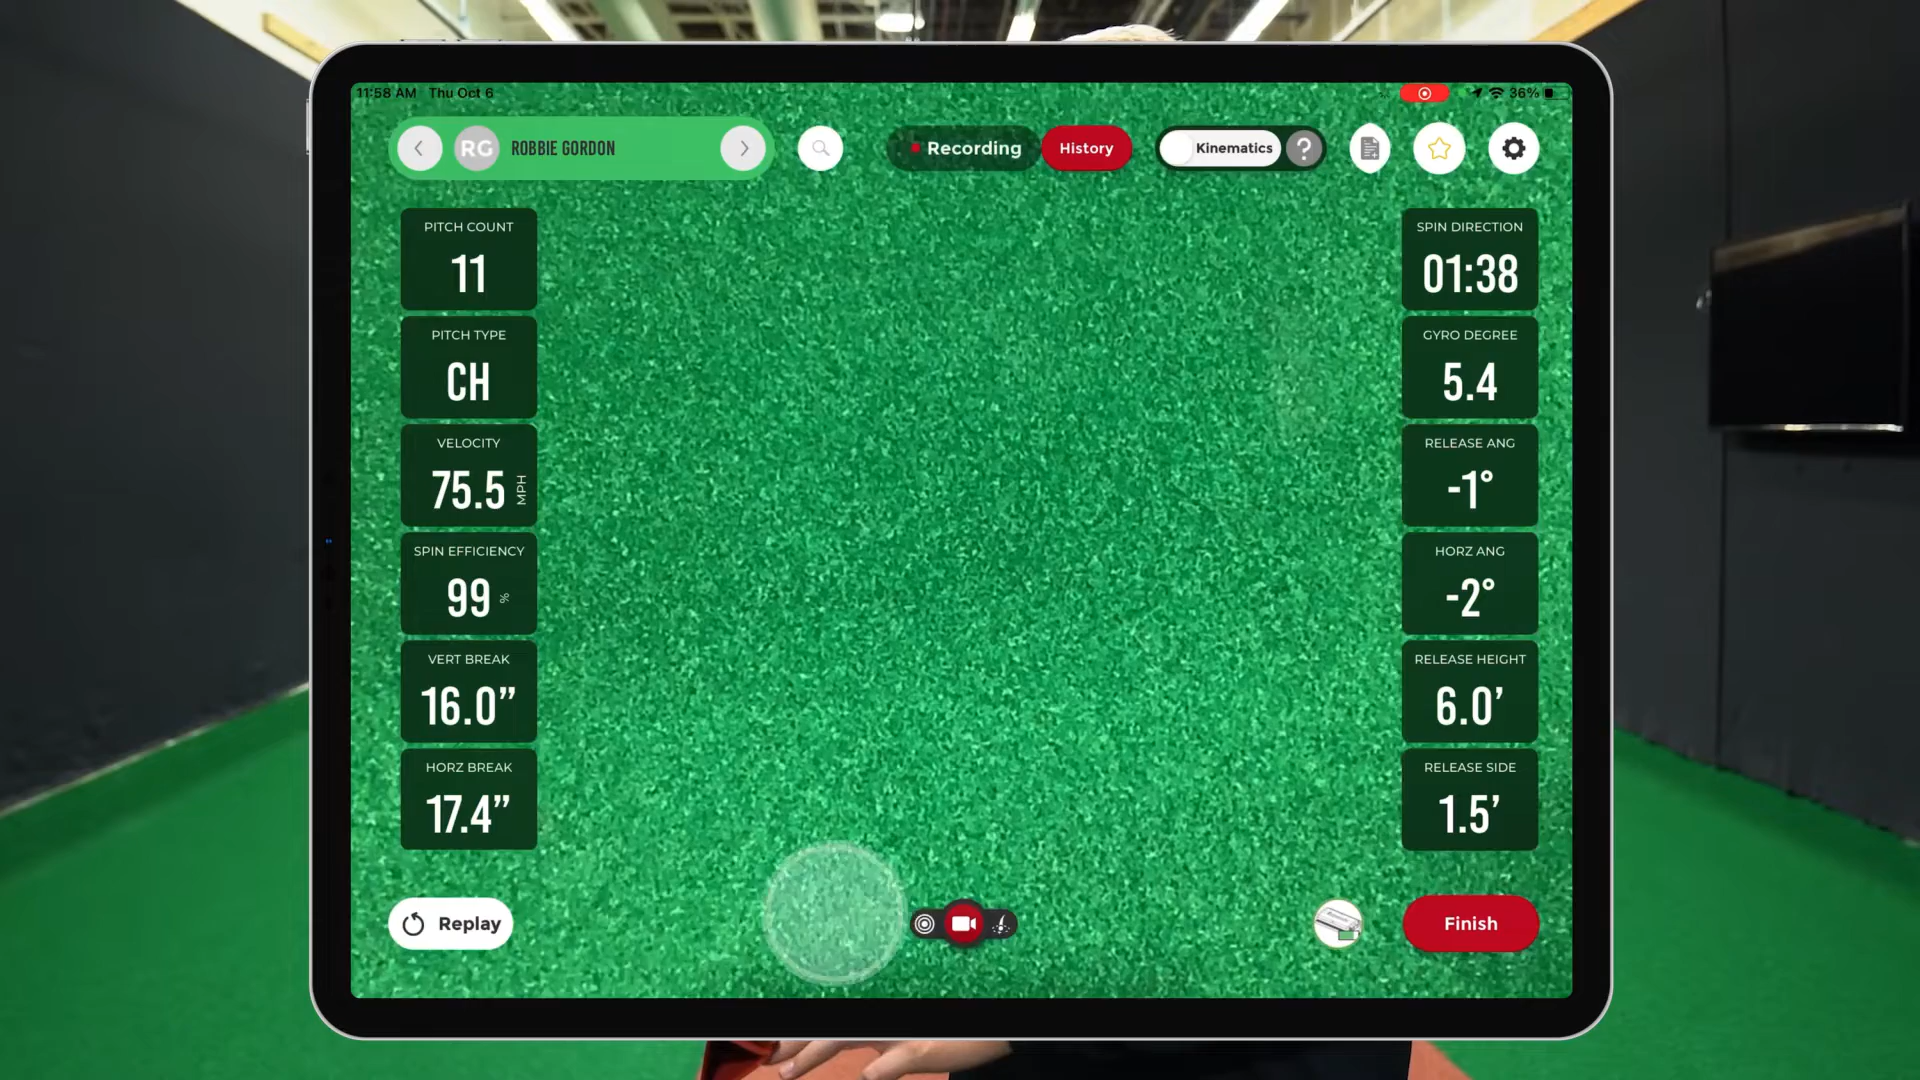 11:58 AM Thu Oct 6
36%
RG ROBBIE GORDON
Recording
History
Kinematics ?
PITCH COUNT
11
PITCH TYPE
CH
VELOCITY
75.5 MPH
SPIN EFFICIENCY
99 %
VERT BREAK
16.0”
HORZ BREAK
17.4”
SPIN DIRECTION
01:38
GYRO DEGREE
5.4
RELEASE ANG
-1°
HORZ ANG
-2°
RELEASE HEIGHT
6.0’
RELEASE SIDE
1.5’
Replay
Finish